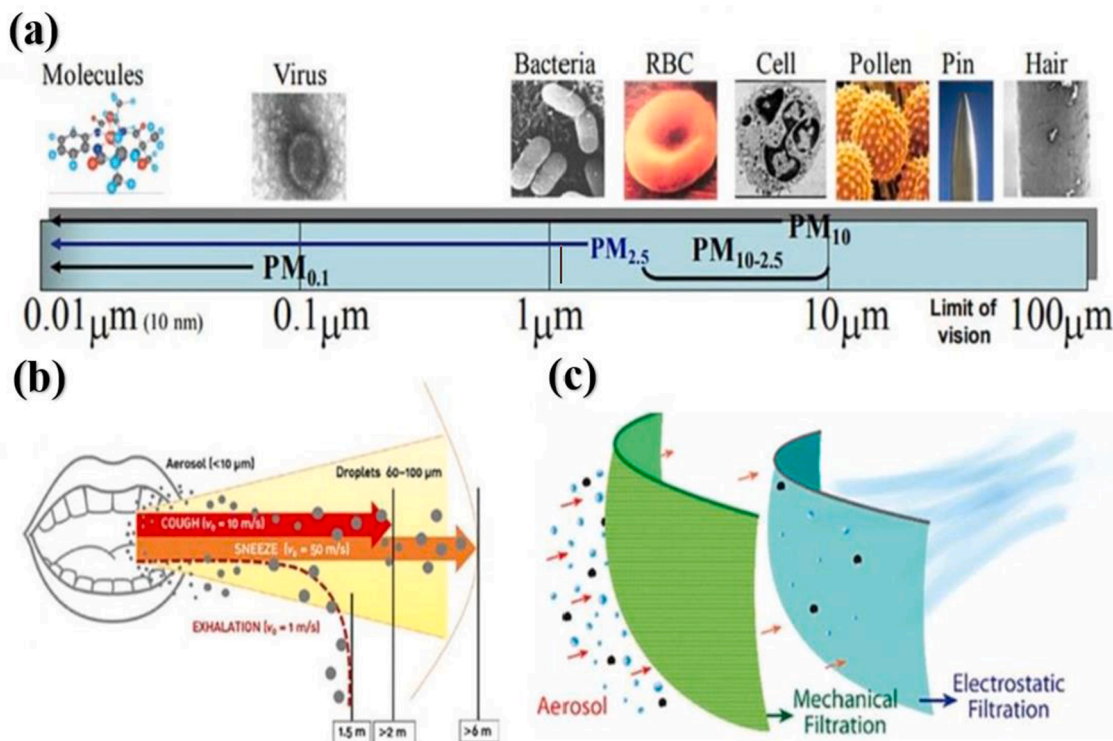 (a)
Molecules
Virus
Bacteria
RBC
Cell
Pollen
Pin
Hair
PM10
PM2.5
PM10-2.5
PM0.1
0.01μm (10 nm)
0.1μm
1μm
10μm
Limit of
vision
100μm
(b)
Aerosol (<10 μm)
Droplets 60–100 μm
COUGH (v₀ = 10 m/s)
SNEEZE (v₀ = 50 m/s)
EXHALATION (v₀ = 1 m/s)
1.5 m
>2 m
>6 m
(c)
Aerosol
Mechanical
Filtration
Electrostatic
Filtration